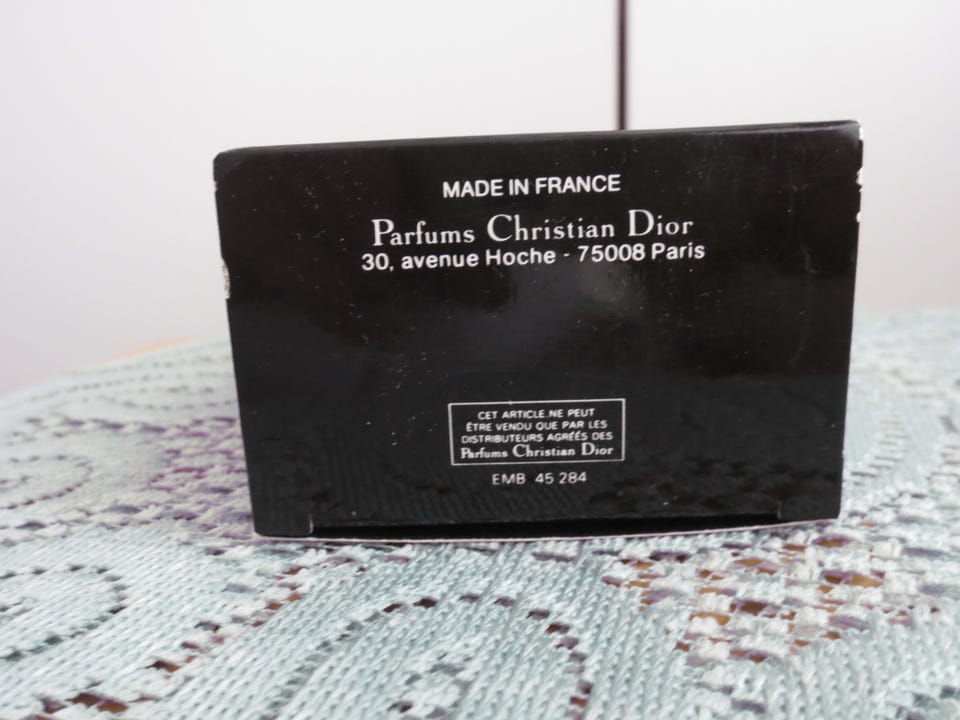 MADE IN FRANCE
Parfums Christian Dior
30, avenue Hoche - 75008 Paris
CET ARTICLE NE PEUT
ÊTRE VENDU QUE PAR LES
DISTRIBUTEURS AGRÉÉS DES
Parfums Christian Dior
EMB 45 284